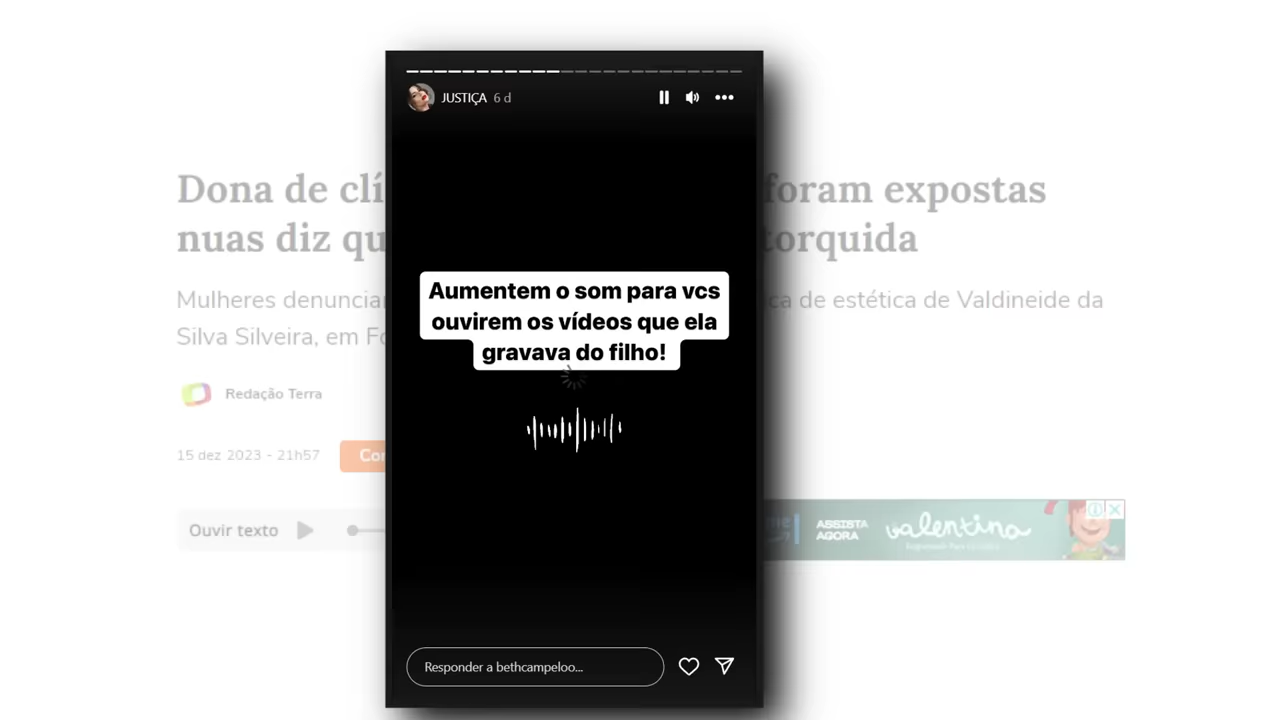 JUSTIÇA 6 d
Aumentem o som para vcs
ouvirem os vídeos que ela
gravava do filho!
Responder a bethcampeloo...
Dona de clí foram expostas
nuas diz qu torquida
Mulheres denuncia ca de estética de Valdineide da
Silva Silveira, em Fo
Redação Terra
15 dez 2023 - 21h57
Ouvir texto
ASSISTA
AGORA
valentina